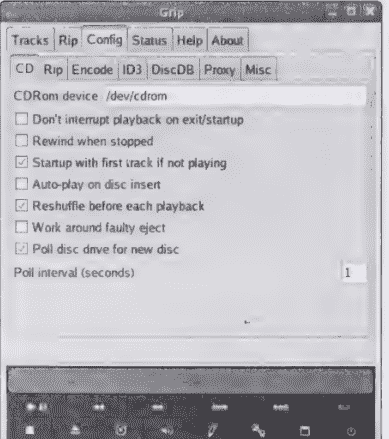 Grip
Tracks Rip Config Status Help About
CD Rip Encode ID3 DiscDB Proxy Misc
CDRom device /dev/cdrom
Don't interrupt playback on exit/startup
Rewind when stopped
Startup with first track if not playing
Auto-play on disc insert
Reshuffle before each playback
Work around faulty eject
Poll disc drive for new disc
Poll interval (seconds) 1